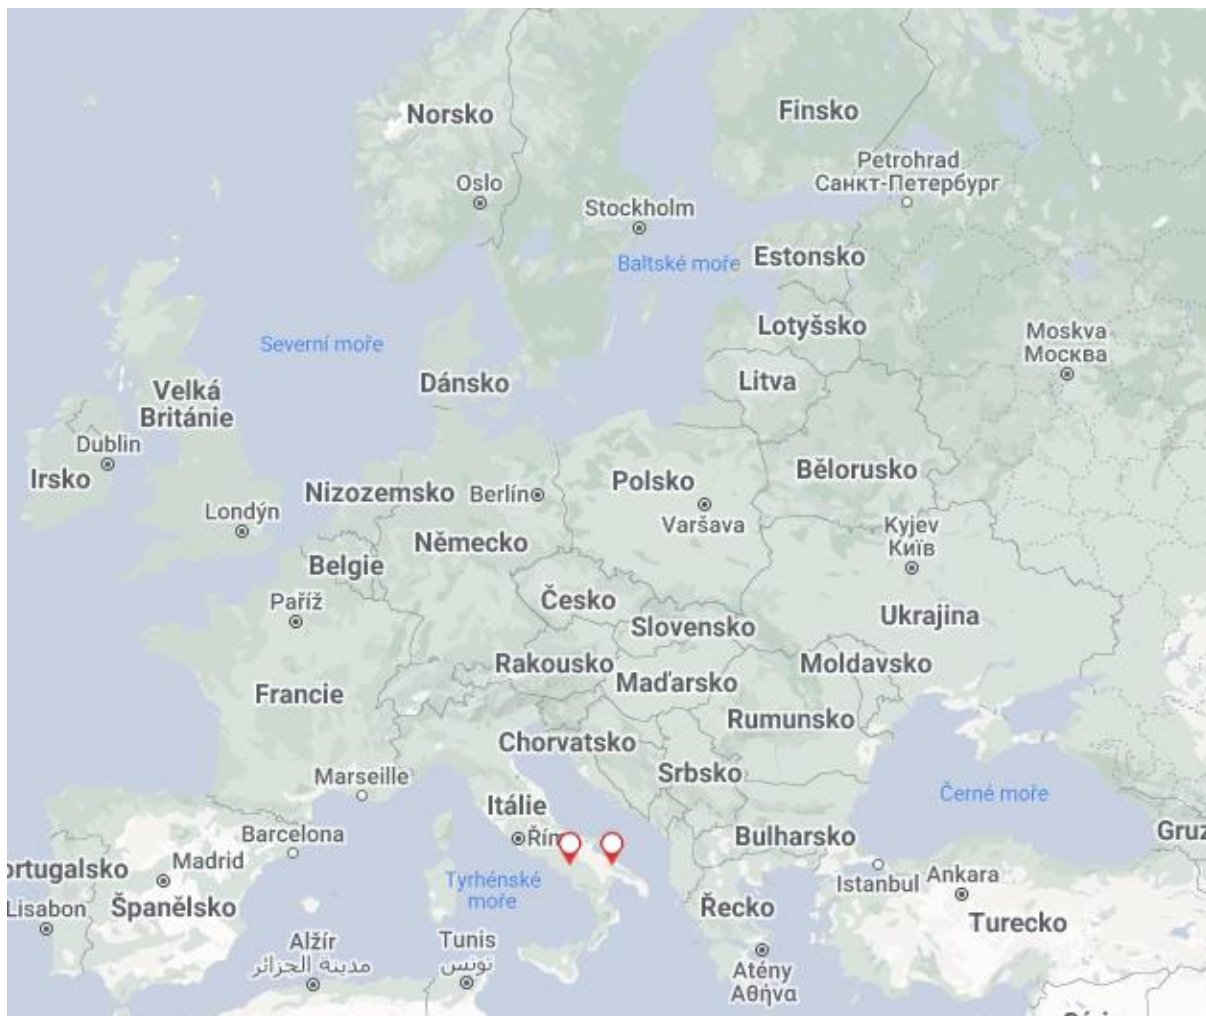 Norsko
Finsko
Petrohrad
Санкт-Петербург
Oslo
Stockholm
Baltské moře
Estonsko
Lotyšsko
Moskva
Москва
Severní moře
Dánsko
Litva
Velká
Británie
Dublin
Irsko
Bělorusko
Polsko
Nizozemsko
Berlín
Varšava
Londýn
Kyjev
Київ
Německo
Belgie
Česko
Paříž
Ukrajina
Slovensko
Rakousko
Moldavsko
Maďarsko
Francie
Rumunsko
Chorvatsko
Srbsko
Marseille
Černé moře
Itálie
Barcelona
Řím
Bulharsko
Gruz
ortugalsko
Madrid
Tyrhénské
moře
Istanbul
Ankara
Lisabon
Španělsko
Řecko
Turecko
Alžír
مدينة الجزائر
Tunis
تونس
Atény
Αθήνα